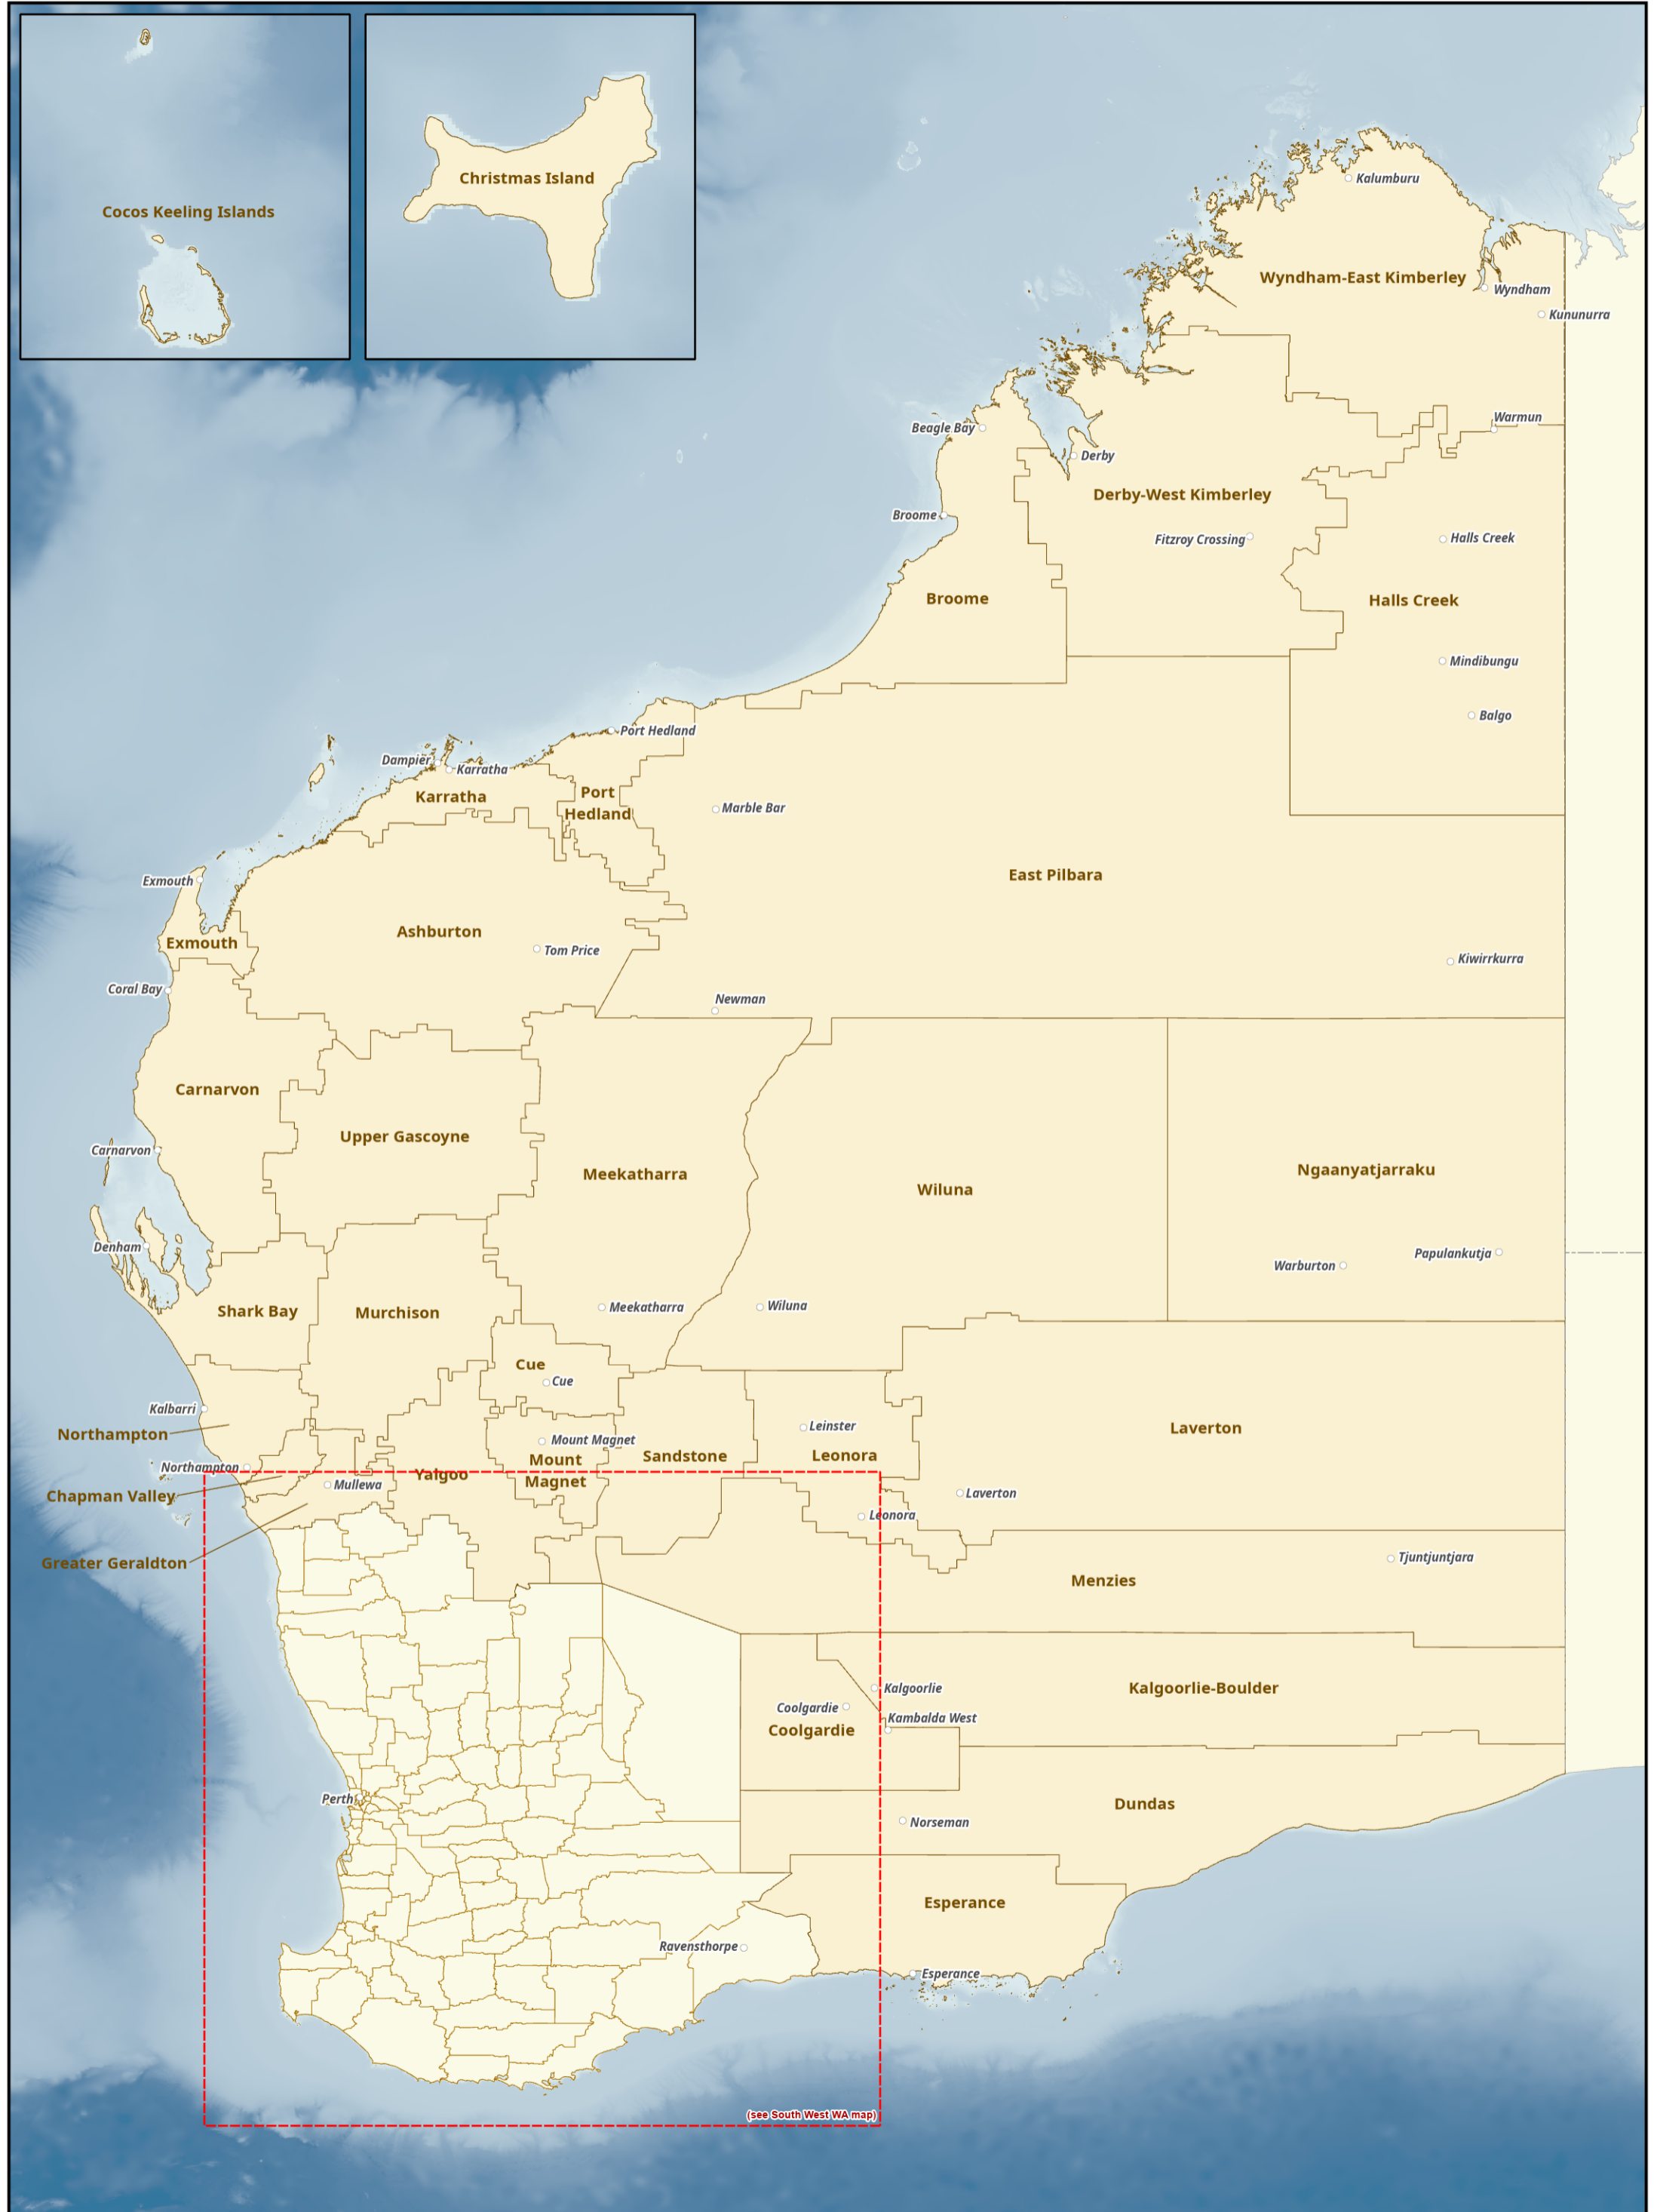 Cocos Keeling Islands
Christmas Island
Kalumburu
Wyndham-East Kimberley
Wyndham
Kununurra
Warmun
Beagle Bay
Derby
Derby-West Kimberley
Broome
Fitzroy Crossing
Halls Creek
Broome
Halls Creek
Mindibungu
Balgo
Port Hedland
Dampier
Karratha
Karratha
Port
Hedland
Marble Bar
East Pilbara
Exmouth
Ashburton
Exmouth
Tom Price
Kiwirrkurra
Coral Bay
Newman
Carnarvon
Upper Gascoyne
Carnarvon
Meekatharra
Ngaanyatjarraku
Wiluna
Denham
Papulankutja
Warburton
Shark Bay
Murchison
Meekatharra
Wiluna
Cue
Cue
Kalbarri
Northampton
Leinster
Laverton
Mount Magnet
Mount
Magnet
Sandstone
Leonora
Northampton
Yalgoo
Mullewa
Chapman Valley
Laverton
Leonora
Greater Geraldton
Tjuntjuntjara
Menzies
Kalgoorlie
Kalgoorlie-Boulder
Coolgardie
Kambalda West
Coolgardie
Perth
Dundas
Norseman
Esperance
Ravensthorpe
Esperance
(see South West WA map)